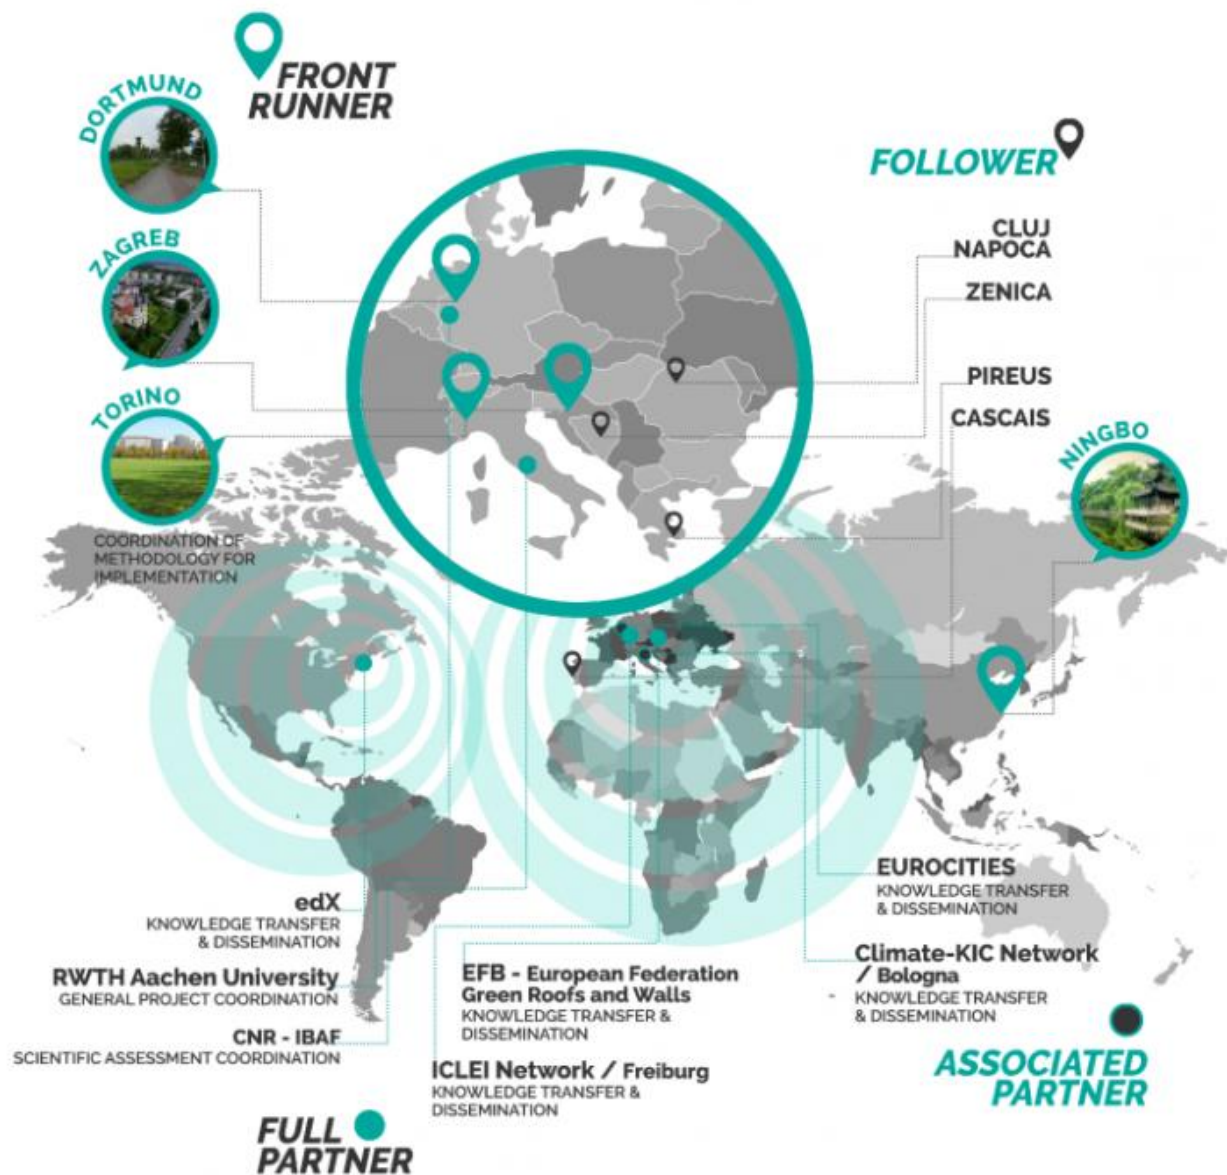 FRONT
RUNNER
DORTMUND
ZAGREB
TORINO
COORDINATION OF
METHODOLOGY FOR
IMPLEMENTATION
FOLLOWER
CLUJ
NAPOCA
ZENICA
PIREUS
CASCAIS
NINGBO
edX
KNOWLEDGE TRANSFER
& DISSEMINATION
RWTH Aachen University
GENERAL PROJECT COORDINATION
CNR - IBAF
SCIENTIFIC ASSESSMENT COORDINATION
EFB - European Federation
Green Roofs and Walls
KNOWLEDGE TRANSFER &
DISSEMINATION
ICLEI Network / Freiburg
KNOWLEDGE TRANSFER &
DISSEMINATION
EUROCITIES
KNOWLEDGE TRANSFER
& DISSEMINATION
Climate-KIC Network
/ Bologna
KNOWLEDGE TRANSFER
& DISSEMINATION
ASSOCIATED
PARTNER
FULL
PARTNER